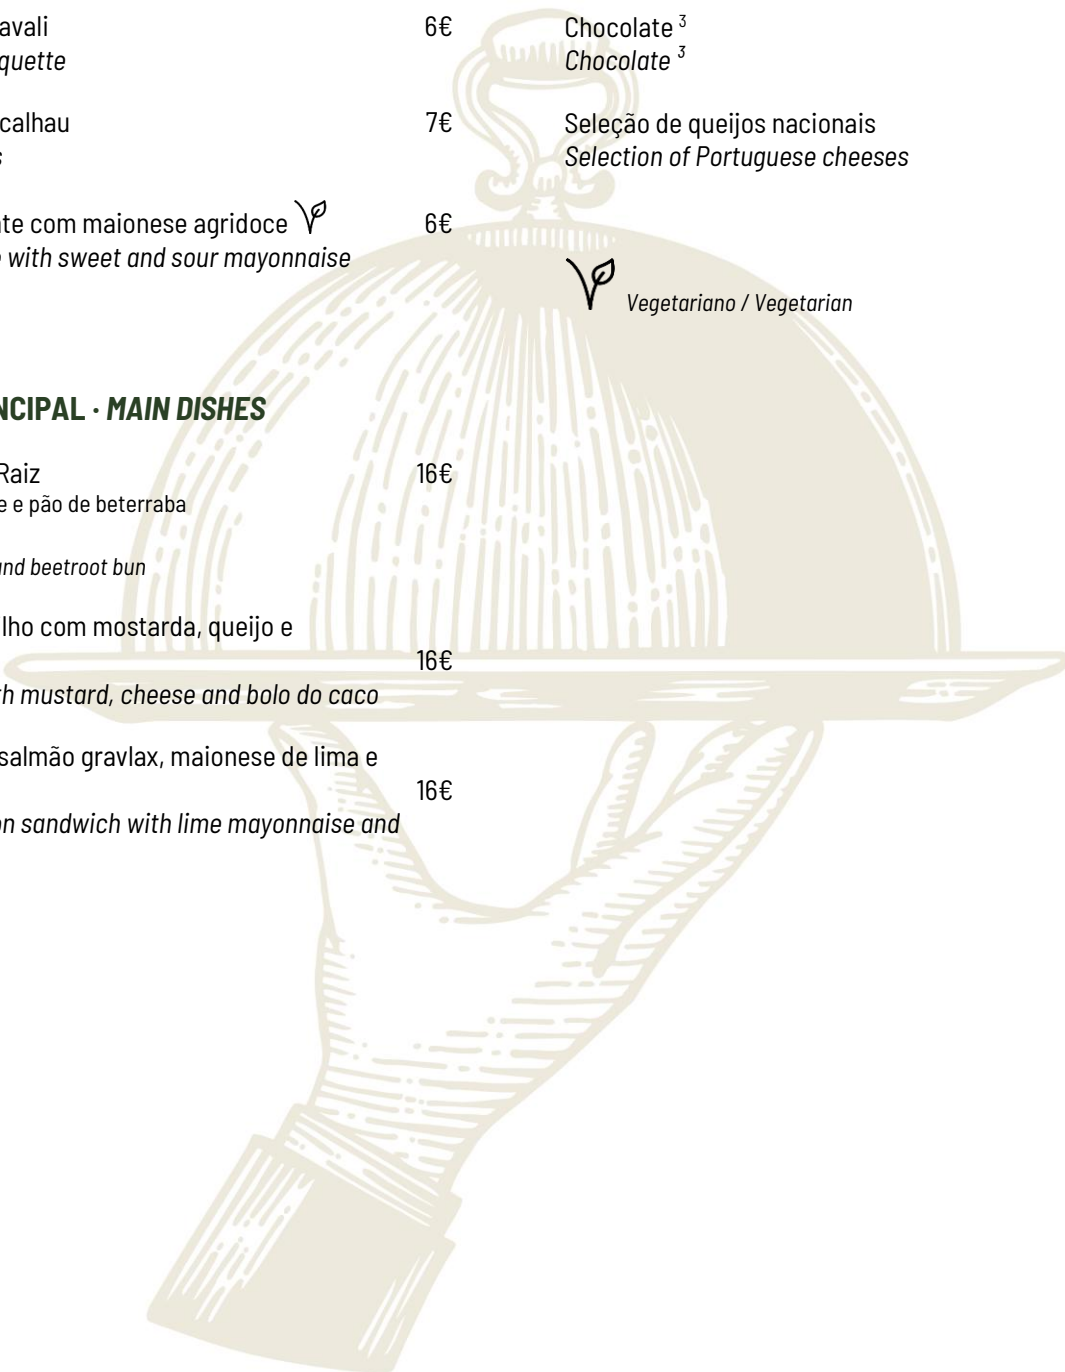 avali 6€
quette
calhau 7€
s
te com maionese agridoce 6€
with sweet and sour mayonnaise
NCIPAL · MAIN DISHES
Raiz 16€
e e pão de beterraba
and beetroot bun
lho com mostarda, queijo e
16€
th mustard, cheese and bolo do caco
salmão gravlax, maionese de lima e
16€
on sandwich with lime mayonnaise and
Chocolate ³
Chocolate ³
Seleção de queijos nacionais
Selection of Portuguese cheeses
Vegetariano / Vegetarian